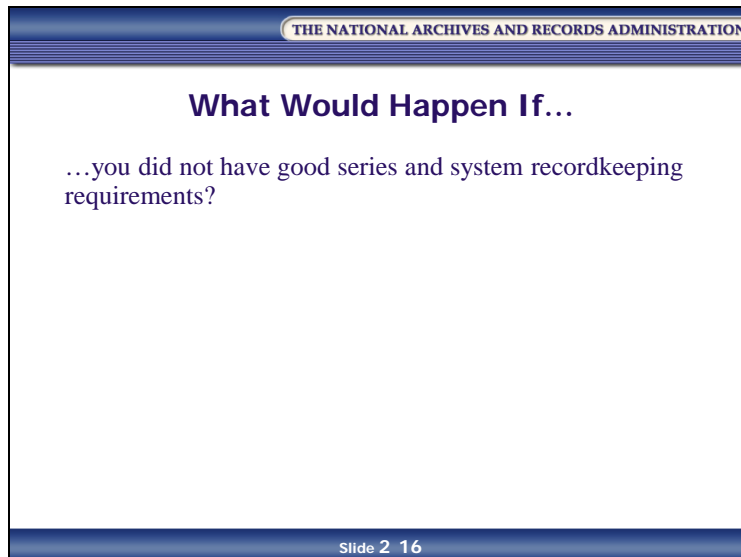 THE NATIONAL ARCHIVES AND RECORDS ADMINISTRATION
What Would Happen If…
…you did not have good series and system recordkeeping
requirements?
Slide 2 16